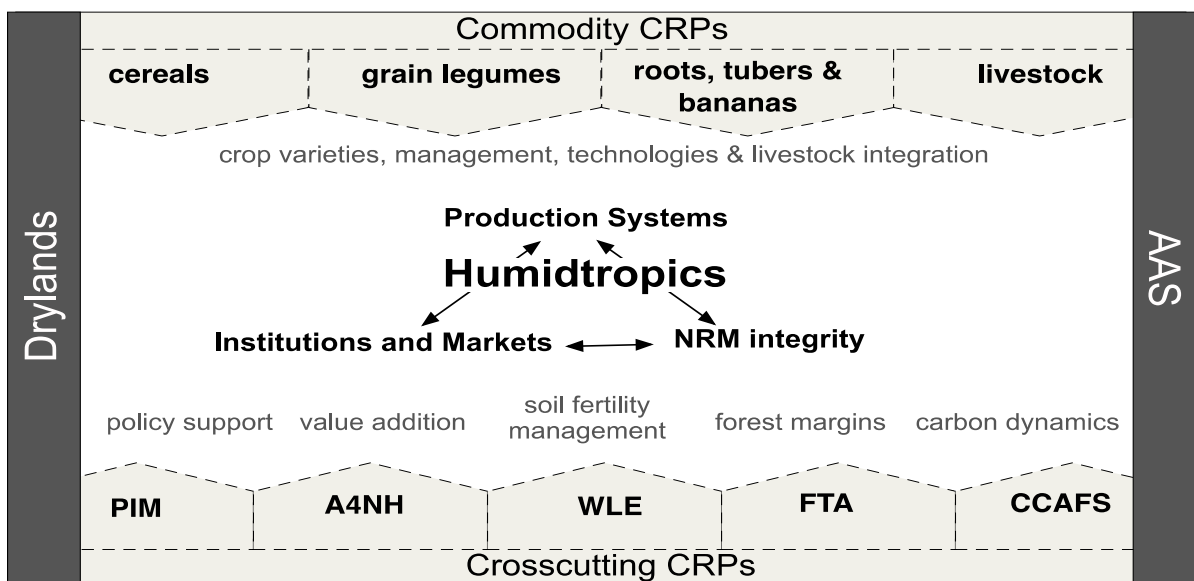 Commodity CRPs
cereals
grain legumes
roots, tubers &
bananas
livestock
crop varieties, management, technologies & livestock integration
Drylands
AAS
Production Systems
Humidtropics
Institutions and Markets
NRM integrity
policy support
value addition
soil fertility
management
forest margins
carbon dynamics
PIM
A4NH
WLE
FTA
CCAFS
Crosscutting CRPs